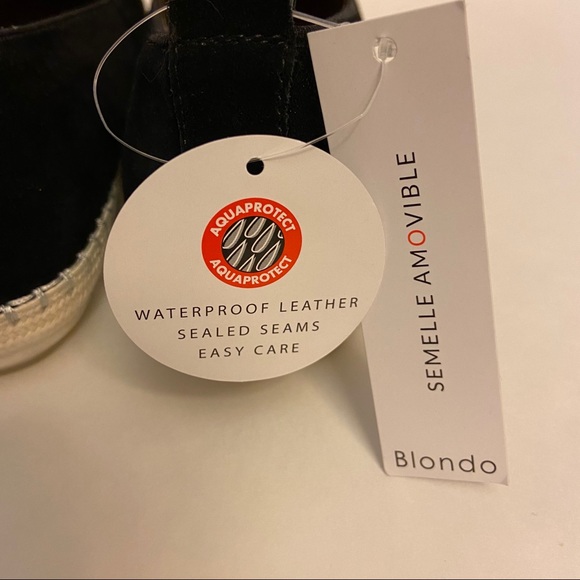 AQUAPROTECT
AQUAPROTECT
WATERPROOF LEATHER
SEALED SEAMS
EASY CARE
SEMELLE AMOVIBLE
Blondo